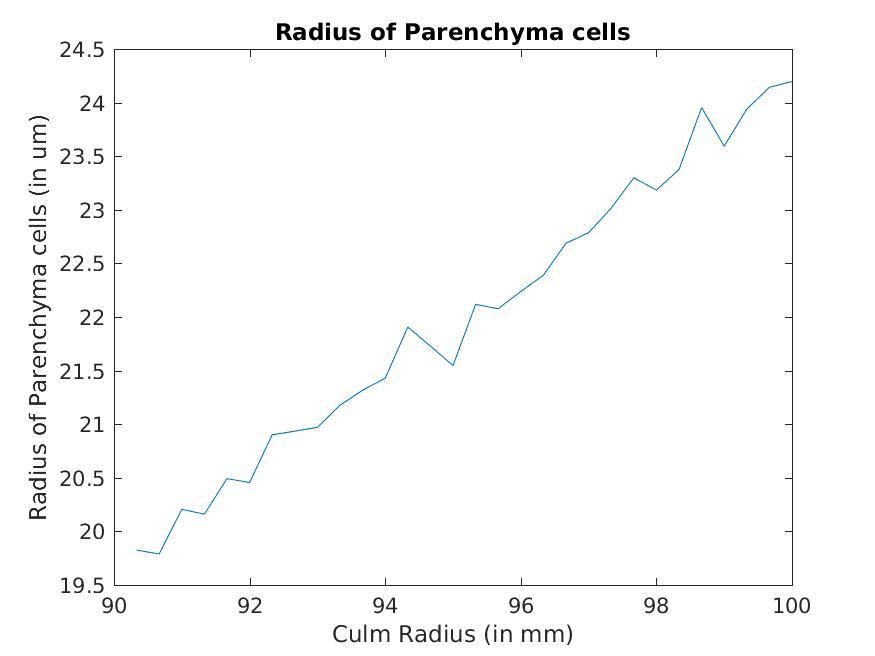 Radius of Parenchyma cells
24.5
24
23.5
23
22.5
22
21.5
21
20.5
20
19.5
Radius of Parenchyma cells (in um)
90 92 94 96 98 100
Culm Radius (in mm)